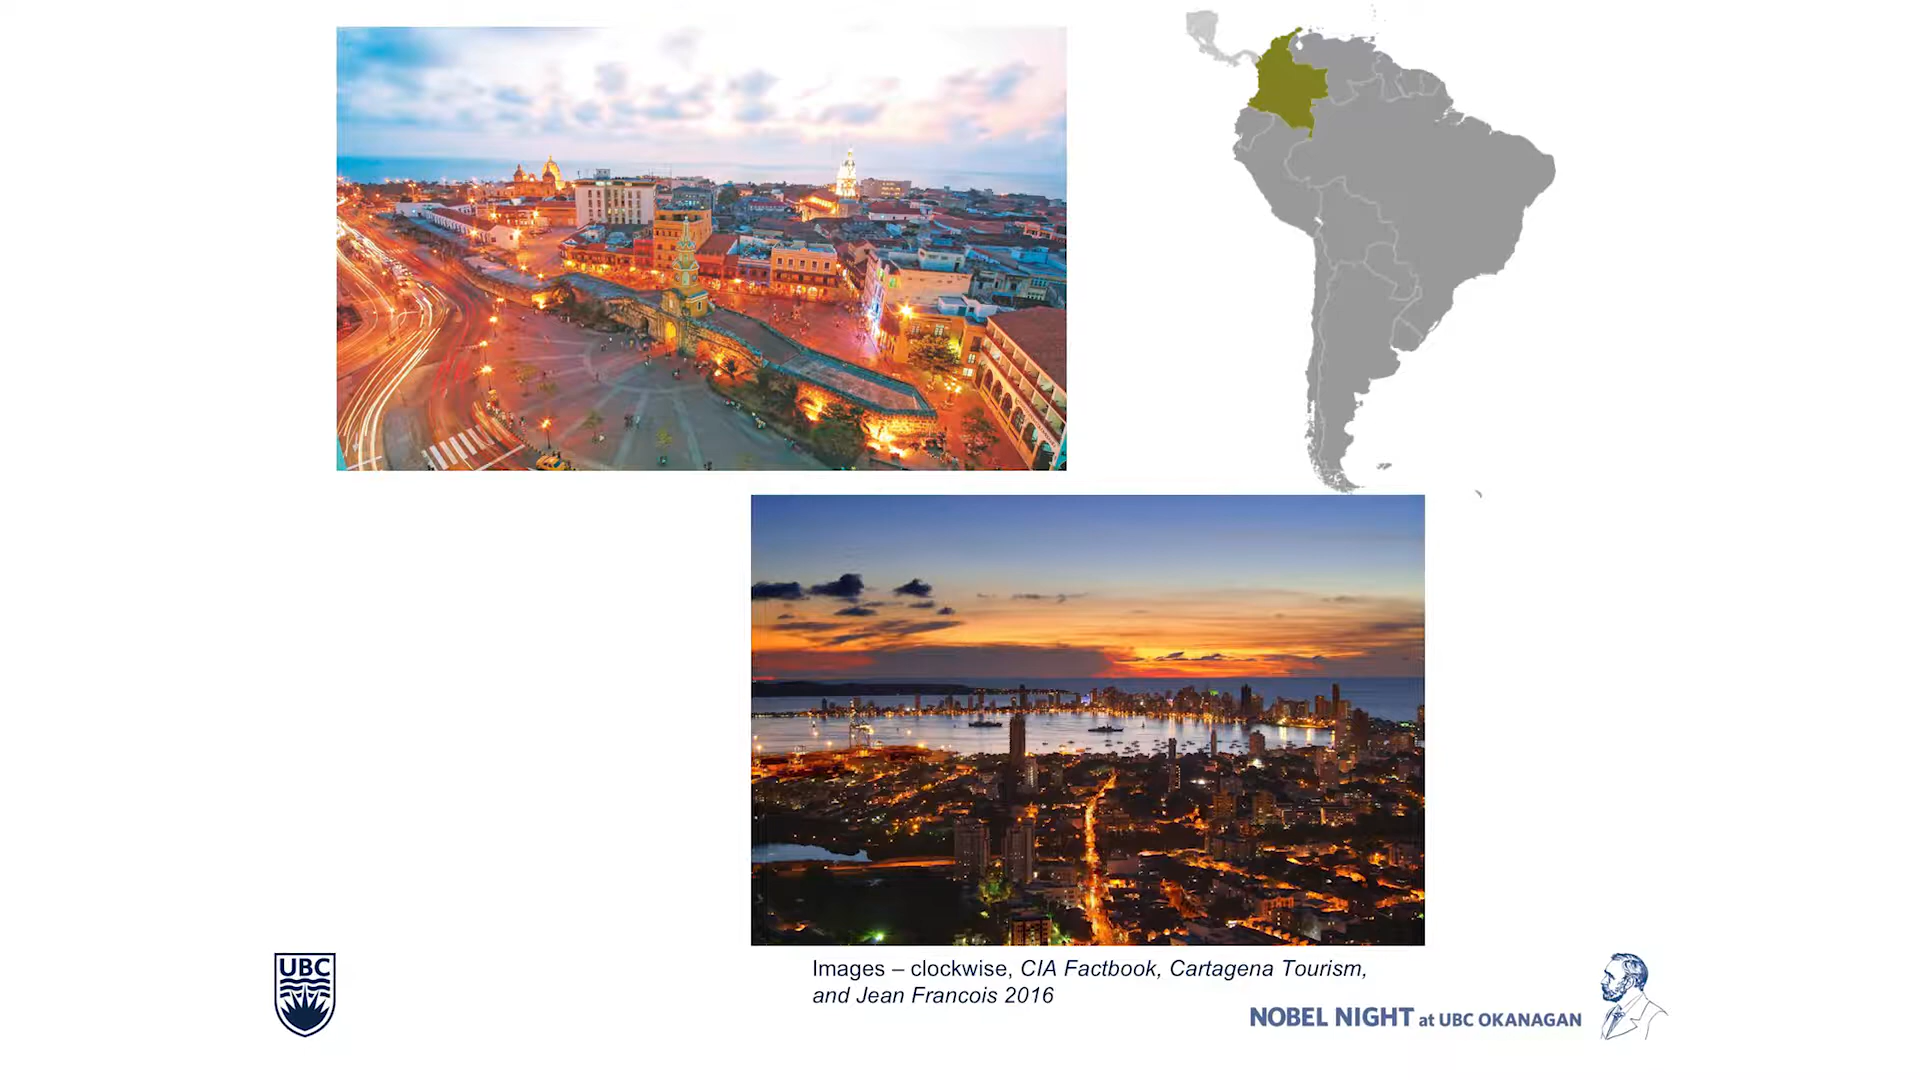 Images – clockwise, CIA Factbook, Cartagena Tourism,
and Jean Francois 2016
UBC
NOBEL NIGHT at UBC OKANAGAN